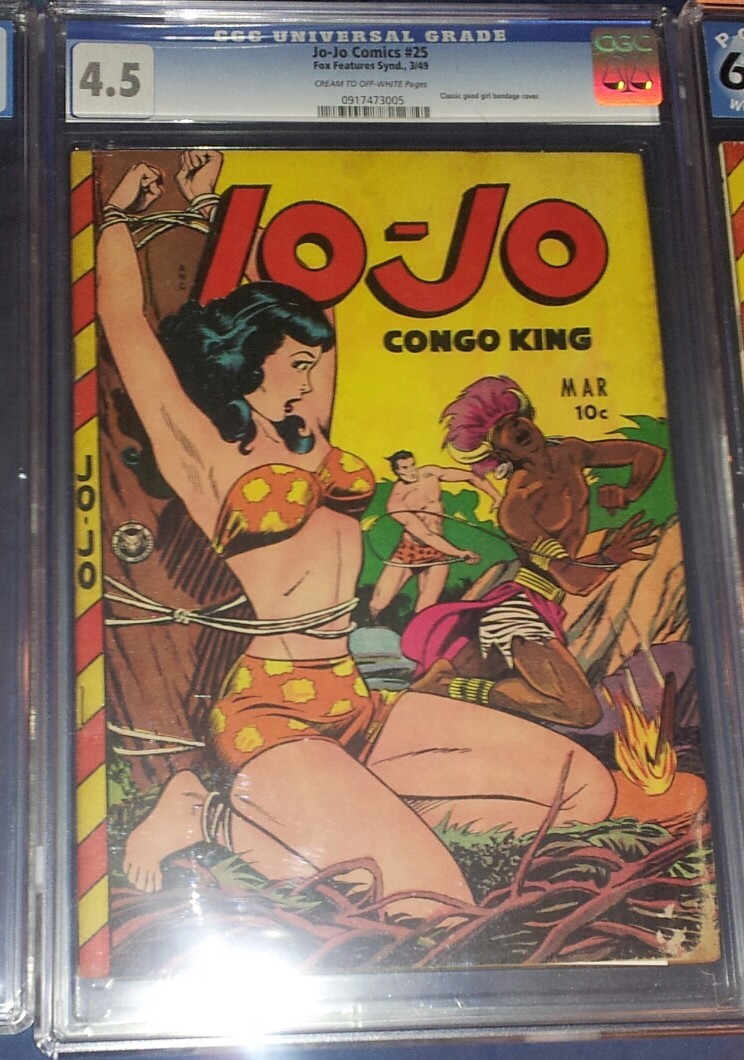 CGC UNIVERSAL GRADE
4.5
Jo-Jo Comics #25
Fox Features Synd., 3/49
CREAM TO OFF-WHITE Pages
Classic good girl bondage cover.
0917473005
CGC
P-C
6
W
JO-JO
CONGO KING
MAR
10c
JO-JO